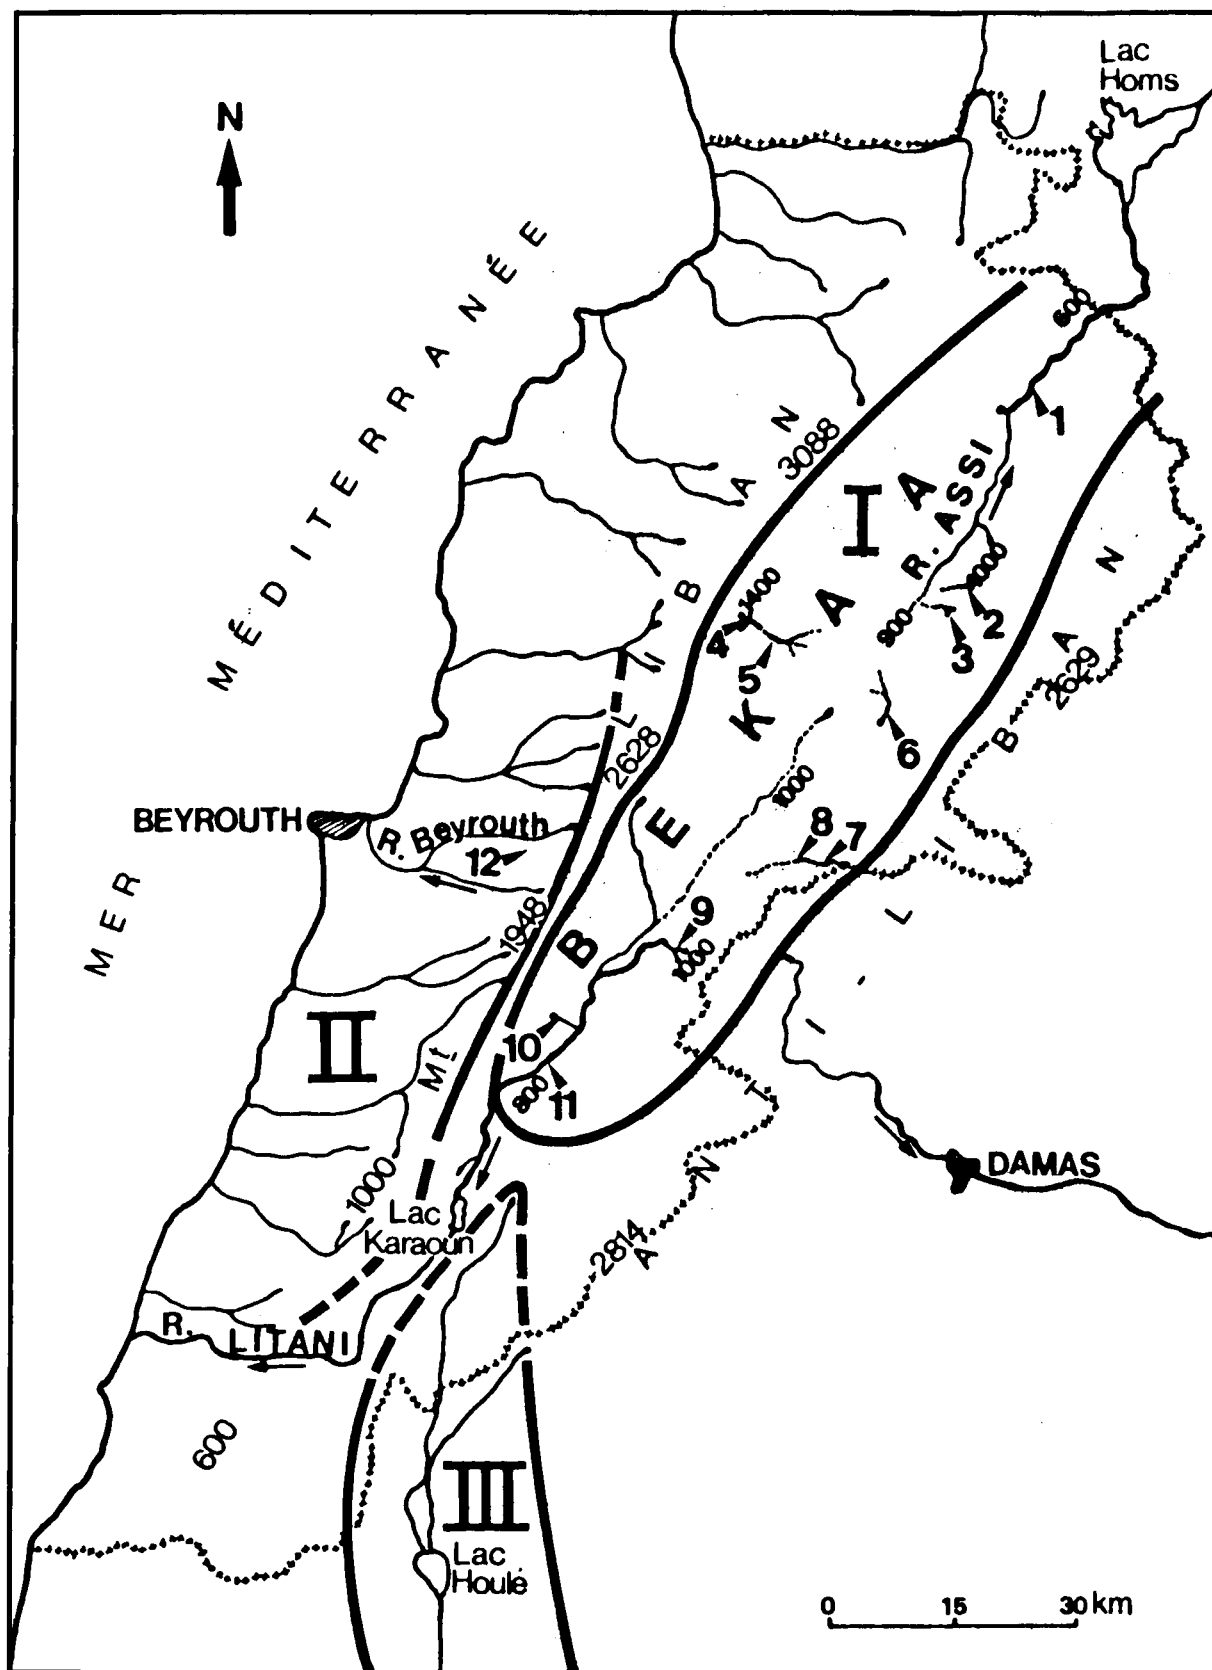 Lac
Homs
N
MER MÉDITERRANÉE
600
1
3088
I
R. ASSI
1400
1000
2
4
900
3
5
2629
6
2628
BEYROUTH
R. Beyrouth
12
1000
8
7
1948
9
1000
BEKAA
II
10
Mt LIBAN
800
11
ANTI LIBAN
DAMAS
1000
Lac
Karaoun
2814
R. LITANI
600
III
Lac
Houlé
0 15 30 km